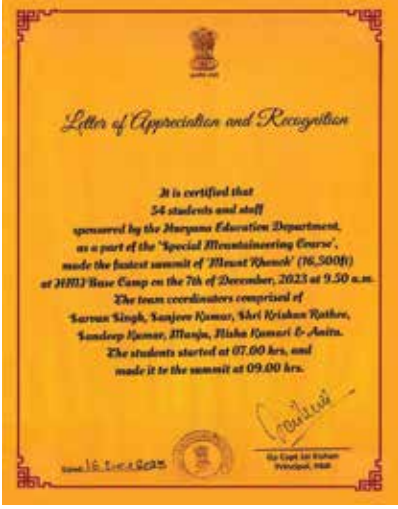 Letter of Appreciation and Recognition
It is certified that
54 students and staff
sponsored by the Haryana Education Department,
as a part of the 'Special Mountaineering Course',
made the fastest summit of 'Mount Rhenok' (16,500ft)
at HMI Base Camp on the 7th of December, 2023 at 9.50 a.m.
The team coordinators comprised of
Sarvan Singh, Sanjeev Kumar, Shri Krishan Rathee,
Sandeep Kumar, Manju, Nisha Kumari & Anita.
The students started at 07.00 hrs, and
made it to the summit at 09.00 hrs.
Gp Capt Jai Kishan
Principal, HMI